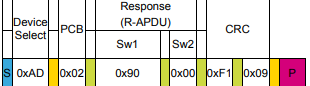 Response
(R-APDU)
Device
Select
PCB
CRC
Sw1
Sw2
S
0xAD
0x02
0x90
0x00
0xF1
0x09
P